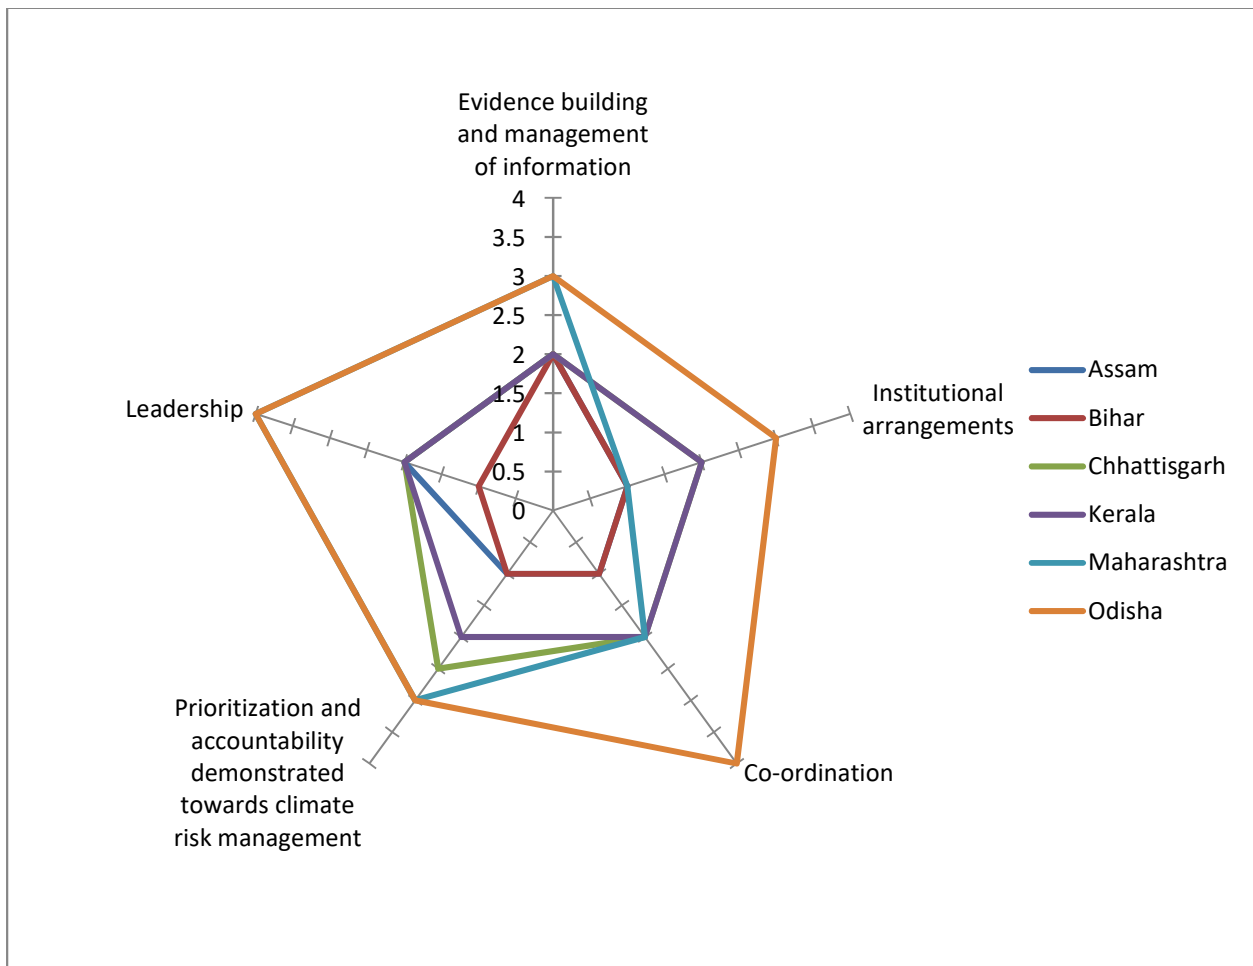 Evidence building
and management
of information
4
3.5
3
2.5
2
1.5
1
0.5
0
Institutional
arrangements
Co-ordination
Prioritization and
accountability
demonstrated
towards climate
risk management
Leadership
Assam
Bihar
Chhattisgarh
Kerala
Maharashtra
Odisha